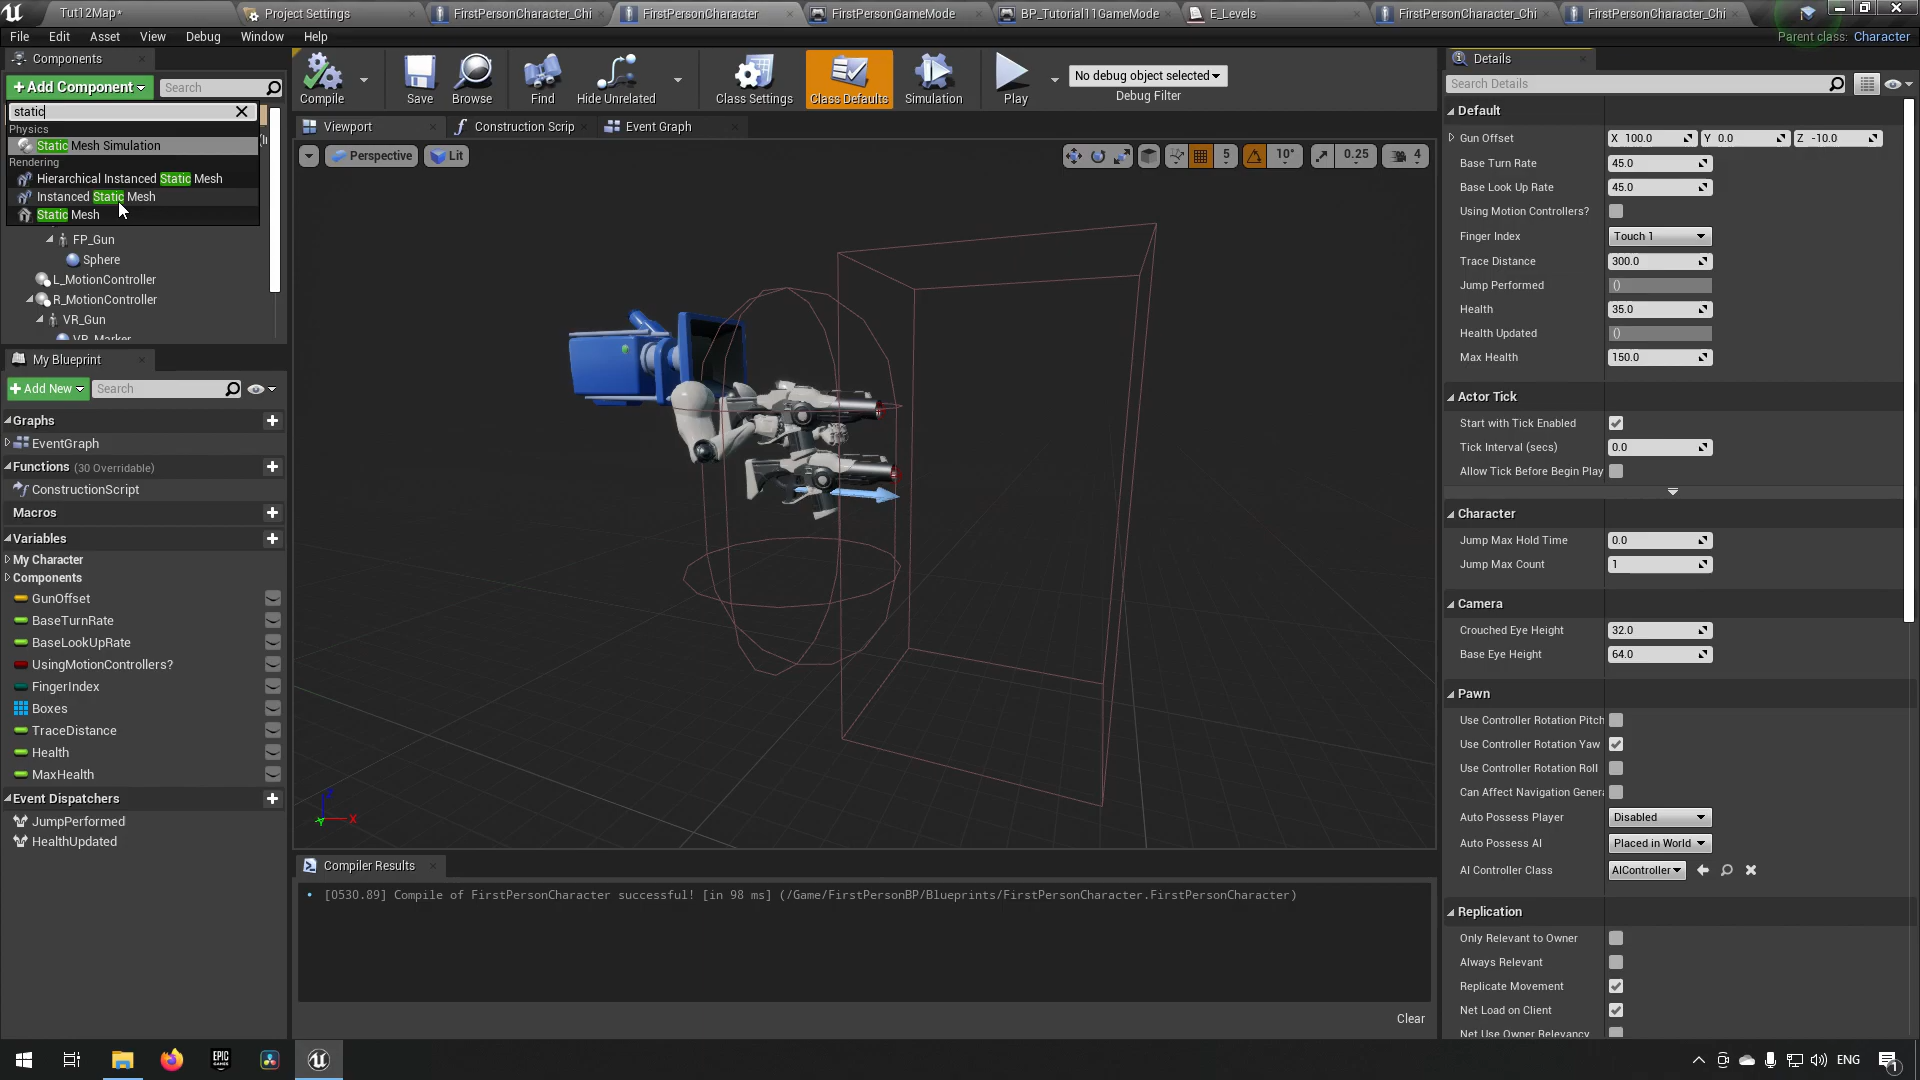 Tut12Map*
Project Settings
FirstPersonCharacter_Chi
FirstPersonCharacter
FirstPersonGameMode
BP_Tutorial11GameMode
E_Levels
FirstPersonCharacter_Chi
FirstPersonCharacter_Chi
File Edit Asset View Debug Window Help
Parent class: Character
Components
+Add Component
Search
static
Physics
Static Mesh Simulation
Rendering
Hierarchical Instanced Static Mesh
Instanced Static Mesh
Static Mesh
FP_Gun
Sphere
L_MotionController
R_MotionController
VR_Gun
VR_Marker
My Blueprint
+Add New
Search
Graphs
EventGraph
Functions (30 Overridable)
ConstructionScript
Macros
Variables
My Character
Components
GunOffset
BaseTurnRate
BaseLookUpRate
UsingMotionControllers?
FingerIndex
Boxes
TraceDistance
Health
MaxHealth
Event Dispatchers
JumpPerformed
HealthUpdated
Compile
Save
Browse
Find
Hide Unrelated
Class Settings
Class Defaults
Simulation
Play
No debug object selected
Debug Filter
Viewport
Construction Scrip
Event Graph
Perspective
Lit
5
10°
0.25
4
Z
X
Y
Compiler Results
[0530.89] Compile of FirstPersonCharacter successful! [in 98 ms] (/Game/FirstPersonBP/Blueprints/FirstPersonCharacter.FirstPersonCharacter)
Clear
Details
Search Details
Default
Gun Offset X 100.0 Y 0.0 Z -10.0
Base Turn Rate 45.0
Base Look Up Rate 45.0
Using Motion Controllers?
Finger Index Touch 1
Trace Distance 300.0
Jump Performed ()
Health 35.0
Health Updated ()
Max Health 150.0
Actor Tick
Start with Tick Enabled
Tick Interval (secs) 0.0
Allow Tick Before Begin Play
Character
Jump Max Hold Time 0.0
Jump Max Count 1
Camera
Crouched Eye Height 32.0
Base Eye Height 64.0
Pawn
Use Controller Rotation Pitch
Use Controller Rotation Yaw
Use Controller Rotation Roll
Can Affect Navigation Genera
Auto Possess Player Disabled
Auto Possess AI Placed in World
AI Controller Class AIController
Replication
Only Relevant to Owner
Always Relevant
Replicate Movement
Net Load on Client
Net Use Owner Relevancy
EPIC GAMES
ENG
1